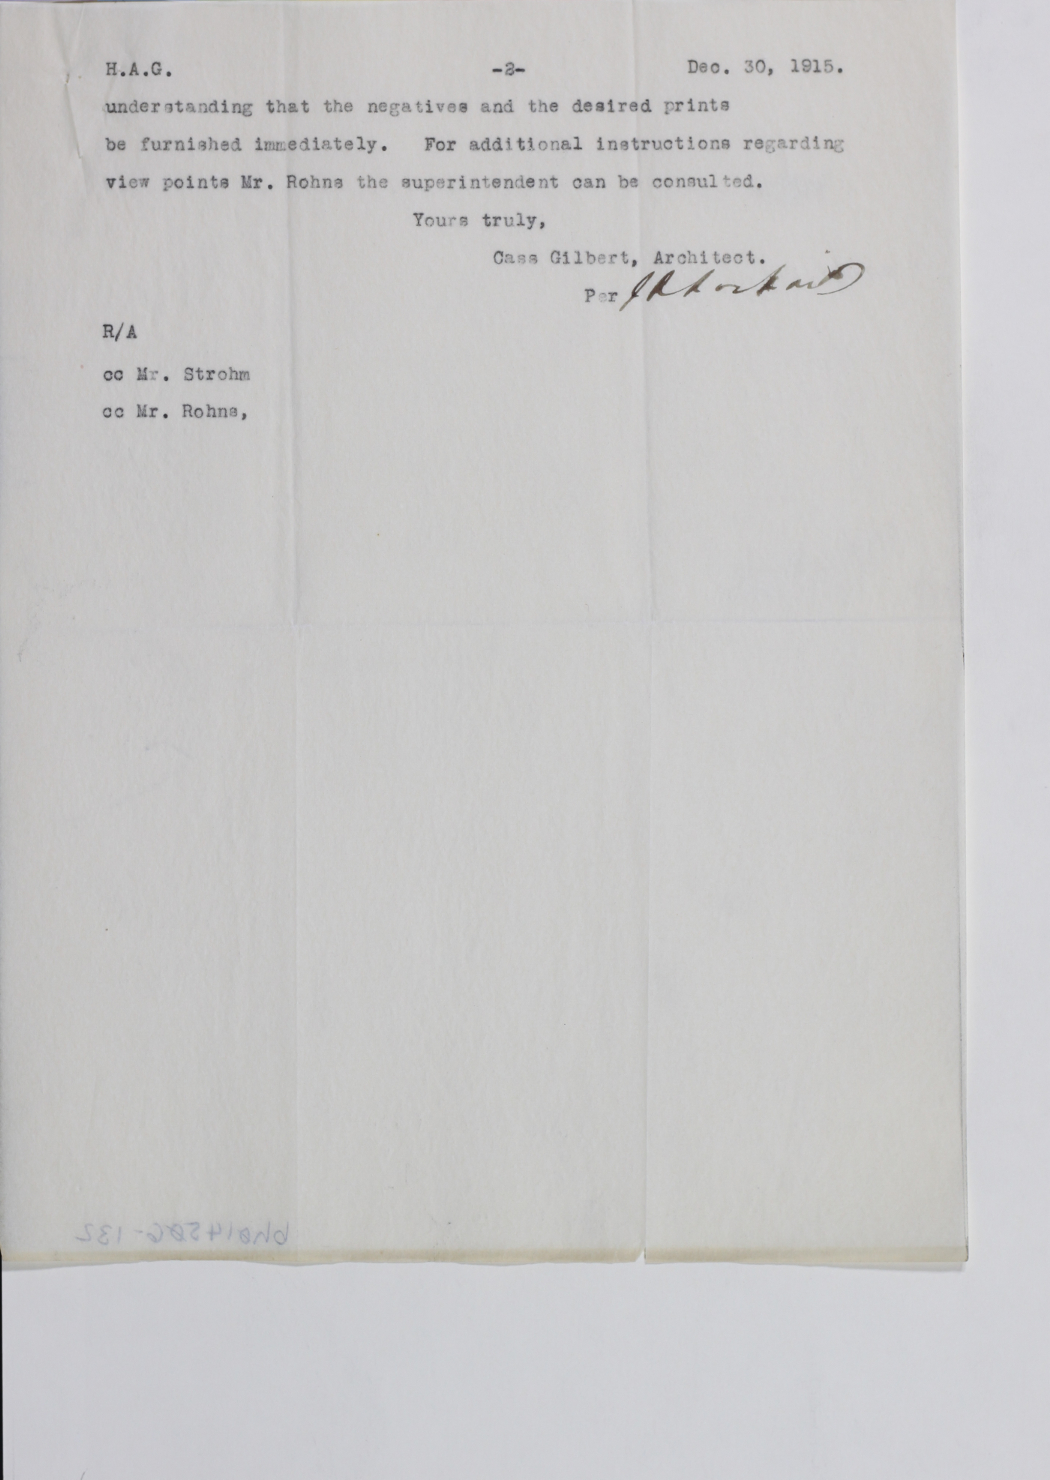 H.A.G. -2- Dec. 30, 1915.
understanding that the negatives and the desired prints
be furnished immediately. For additional instructions regarding
view points Mr. Rohns the superintendent can be consulted.
Yours truly,
Cass Gilbert, Architect.
Per
R/A
cc Mr. Strohm
cc Mr. Rohns,